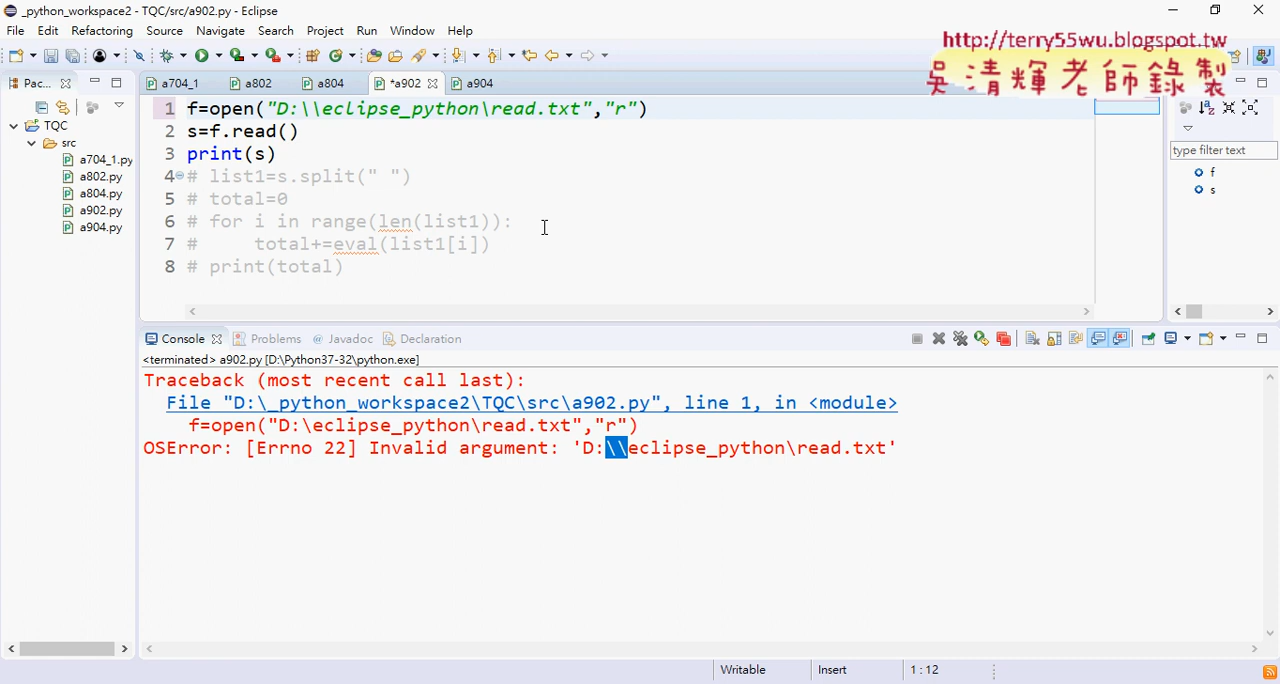 _python_workspace2 - TQC/src/a902.py - Eclipse
File Edit Refactoring Source Navigate Search Project Run Window Help
http://terry55wu.blogspot.tw
吳清輝老師錄製
Pac...
a704_1 a802 a804 *a902 a904
TQC
src
a704_1.py
a802.py
a804.py
a902.py
a904.py
1 f=open("D:\\eclipse_python\read.txt","r")
2 s=f.read()
3 print(s)
4 # list1=s.split(" ")
5 # total=0
6 # for i in range(len(list1)):
7 #     total+=eval(list1[i])
8 # print(total)
type filter text
f
s
Console Problems @ Javadoc Declaration
<terminated> a902.py [D:\Python37-32\python.exe]
Traceback (most recent call last):
File "D:\_python_workspace2\TQC\src\a902.py", line 1, in <module>
f=open("D:\eclipse_python\read.txt","r")
OSError: [Errno 22] Invalid argument: 'D:\\eclipse_python\read.txt'
Writable Insert 1 : 12